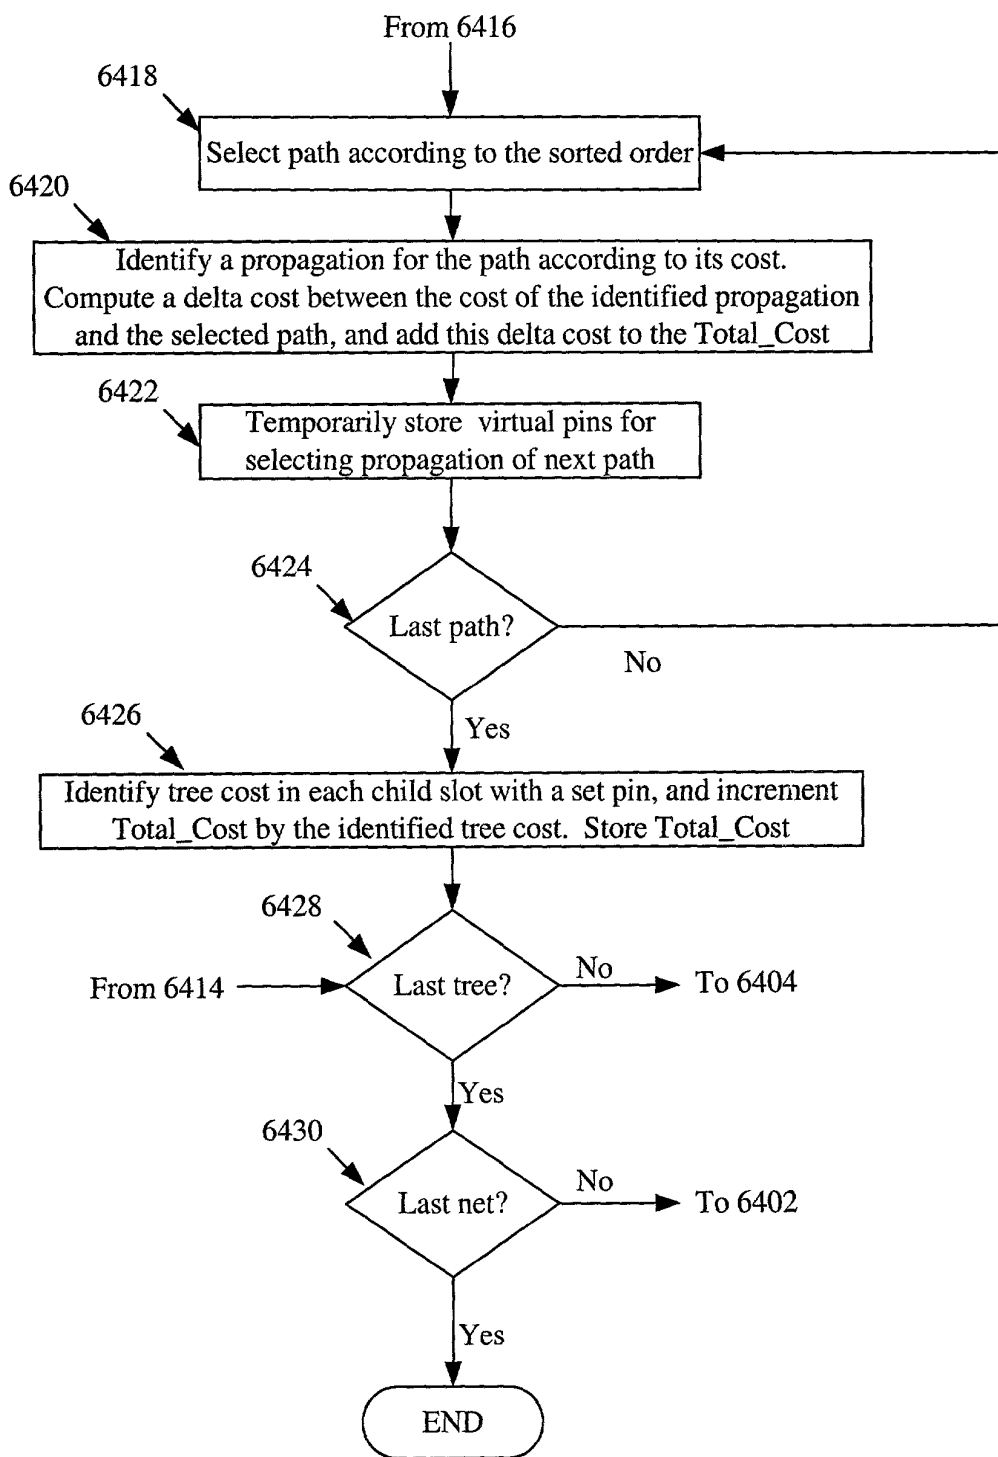 From 6416
6418
Select path according to the sorted order
6420
Identify a propagation for the path according to its cost.
Compute a delta cost between the cost of the identified propagation
and the selected path, and add this delta cost to the Total_Cost
6422
Temporarily store virtual pins for
selecting propagation of next path
6424
Last path?
No
Yes
6426
Identify tree cost in each child slot with a set pin, and increment
Total_Cost by the identified tree cost. Store Total_Cost
6428
From 6414
Last tree?
No
To 6404
Yes
6430
Last net?
No
To 6402
Yes
END